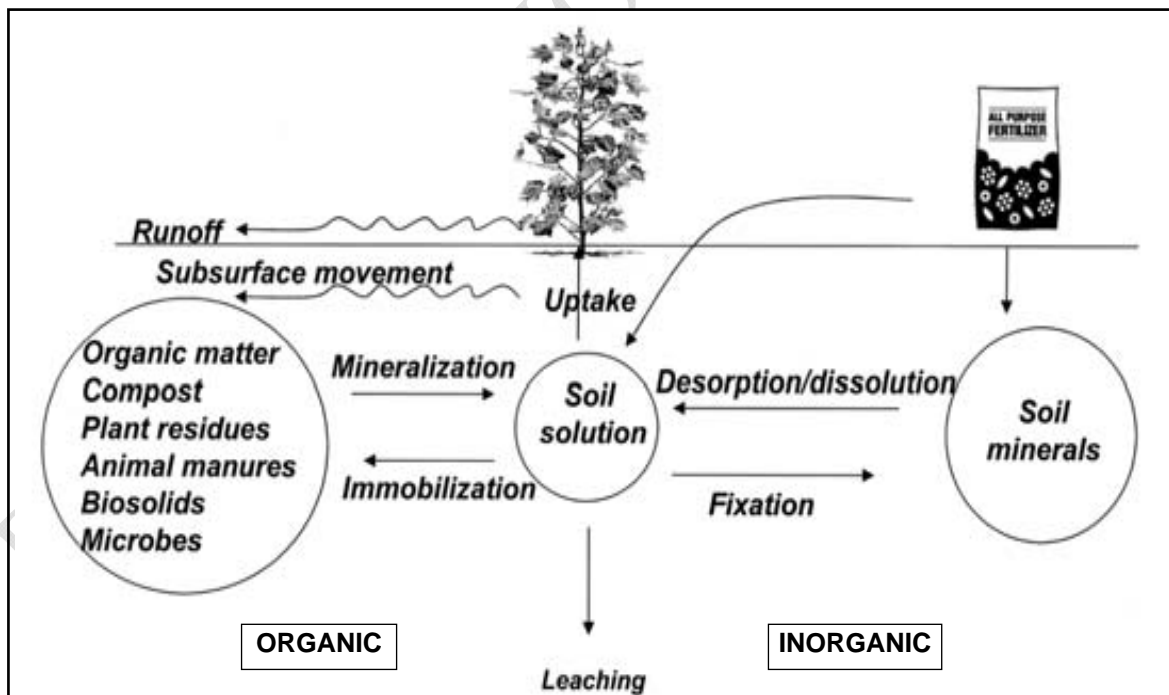 ALL PURPOSE
FERTILIZER
Runoff
Subsurface movement
Uptake
Organic matter
Compost
Plant residues
Animal manures
Biosolids
Microbes
Mineralization
Immobilization
Soil
solution
Desorption/dissolution
Fixation
Soil
minerals
ORGANIC
INORGANIC
Leaching